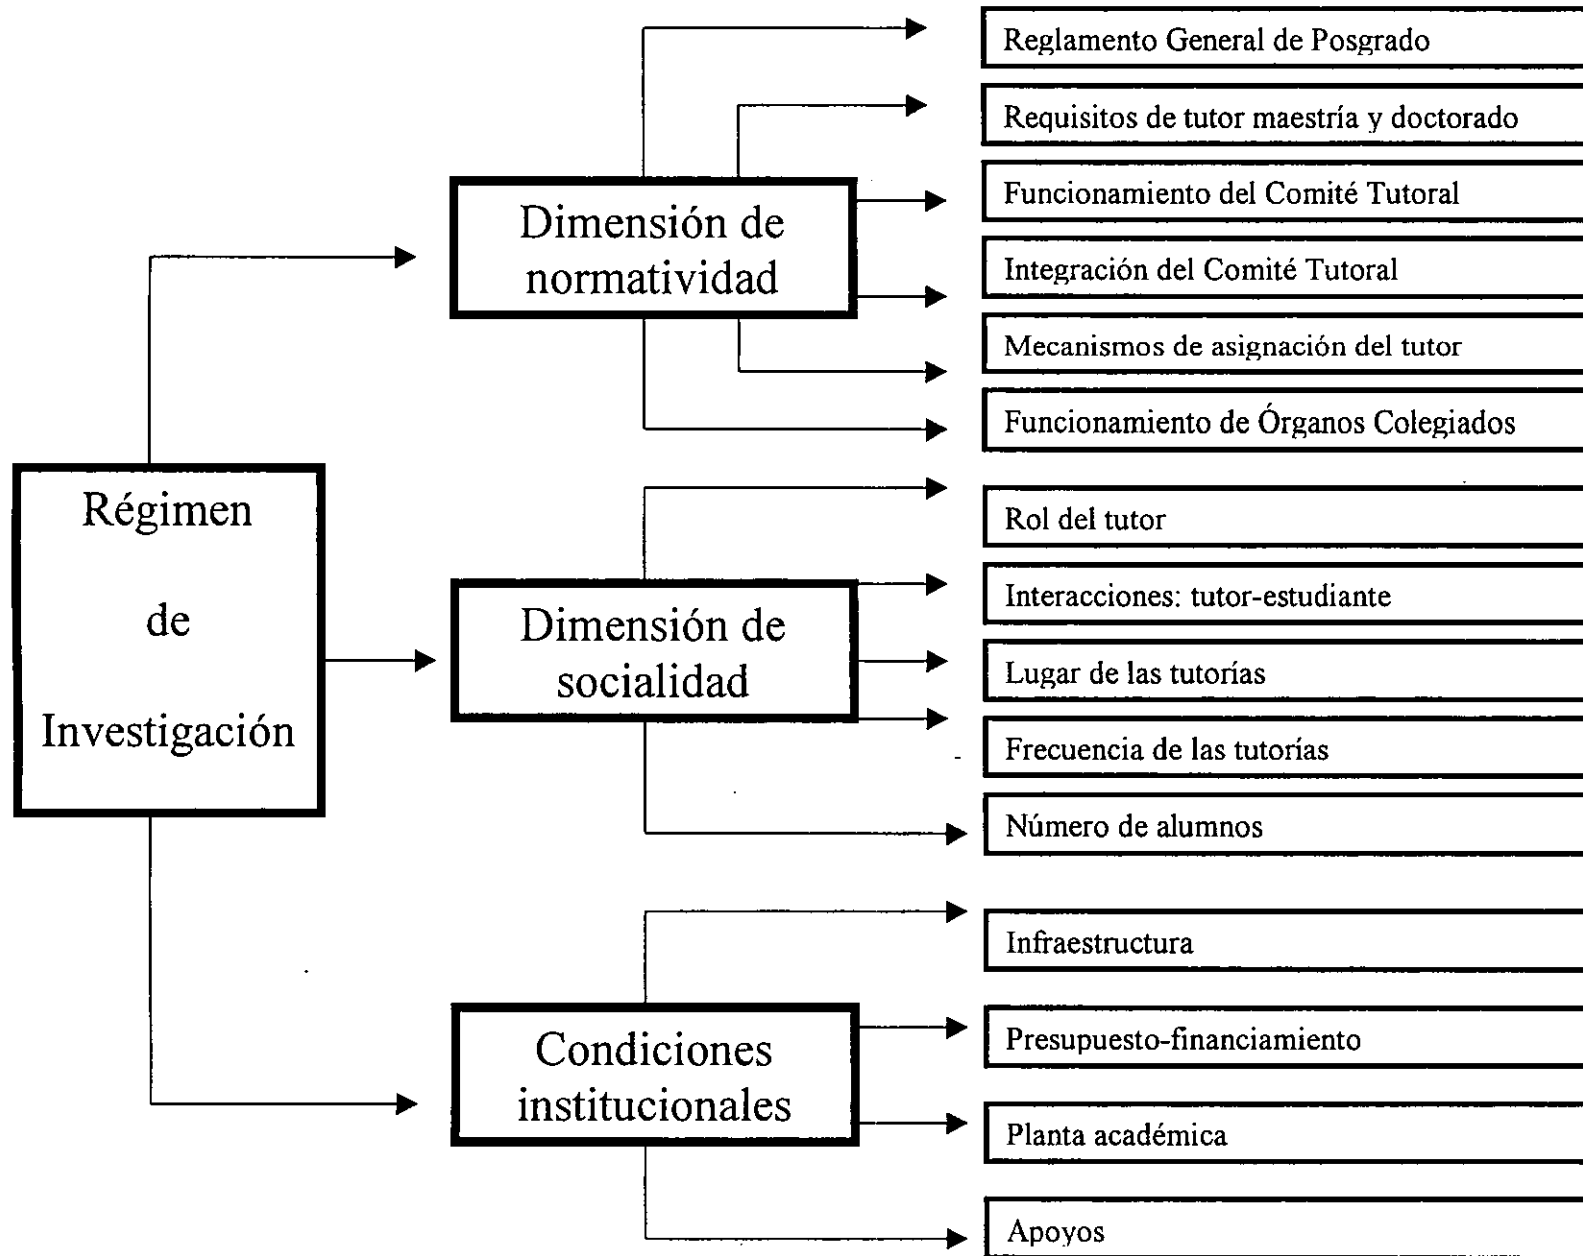 Régimen
de
Investigación
Dimensión de
normatividad
Reglamento General de Posgrado
Requisitos de tutor maestría y doctorado
Funcionamiento del Comité Tutoral
Integración del Comité Tutoral
Mecanismos de asignación del tutor
Funcionamiento de Órganos Colegiados
Dimensión de
socialidad
Rol del tutor
Interacciones: tutor-estudiante
Lugar de las tutorías
Frecuencia de las tutorías
Número de alumnos
Condiciones
institucionales
Infraestructura
Presupuesto-financiamiento
Planta académica
Apoyos